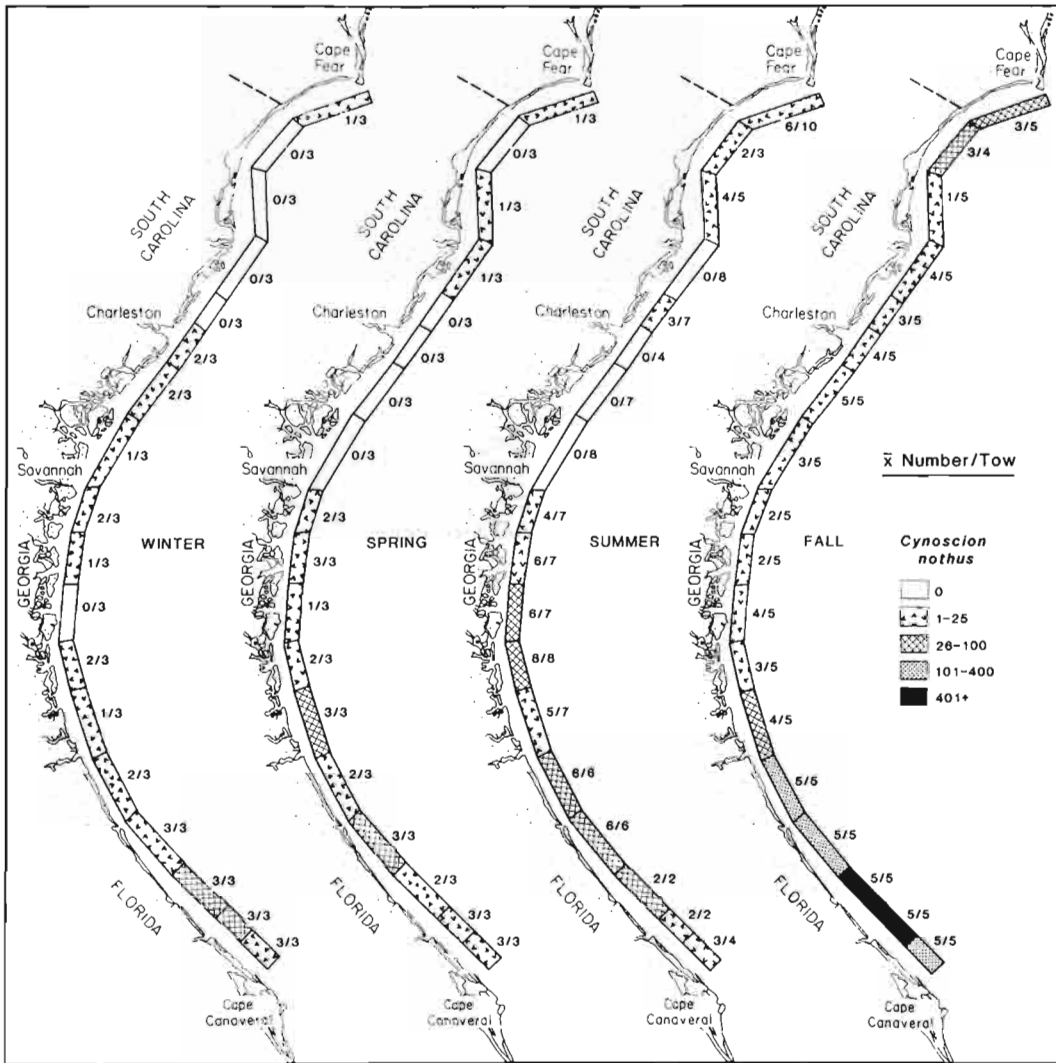 Cape
Fear
1/3
0/3
0/3
0/3
0/3
2/3
2/3
1/3
2/3
1/3
0/3
2/3
1/3
2/3
3/3
3/3
3/3
3/3
SOUTH
CAROLINA
Charleston
Savannah
GEORGIA
WINTER
FLORIDA
Cape
Canaveral
Cape
Fear
1/3
0/3
1/3
1/3
0/3
0/3
0/3
0/3
2/3
3/3
1/3
2/3
3/3
2/3
3/3
2/3
3/3
3/3
SOUTH
CAROLINA
Charleston
Savannah
GEORGIA
SPRING
FLORIDA
Cape
Canaveral
Cape
Fear
6/10
2/3
4/5
0/8
3/7
0/4
0/7
0/8
4/7
6/7
6/7
8/8
5/7
6/6
6/6
2/2
2/2
3/4
SOUTH
CAROLINA
Charleston
Savannah
GEORGIA
SUMMER
FLORIDA
Cape
Canaveral
Cape
Fear
3/5
3/4
1/5
4/5
3/5
4/5
5/5
3/5
2/5
2/5
4/5
3/5
4/5
5/5
5/5
5/5
5/5
5/5
SOUTH
CAROLINA
Charleston
Savannah
GEORGIA
FALL
FLORIDA
Cape
Canaveral
x̄ Number/Tow
Cynoscion
nothus
0
1-25
26-100
101-400
401+